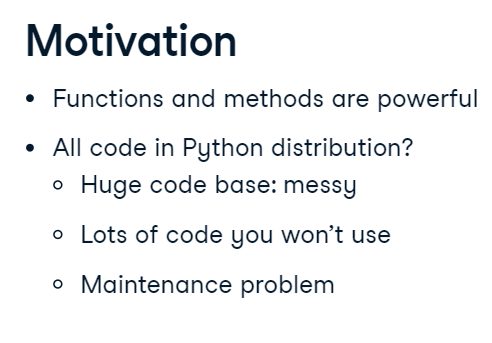 Motivation
• Functions and methods are powerful
• All code in Python distribution?
○ Huge code base: messy
○ Lots of code you won't use
○ Maintenance problem